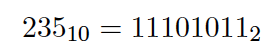 235₁₀ = 11101011₂